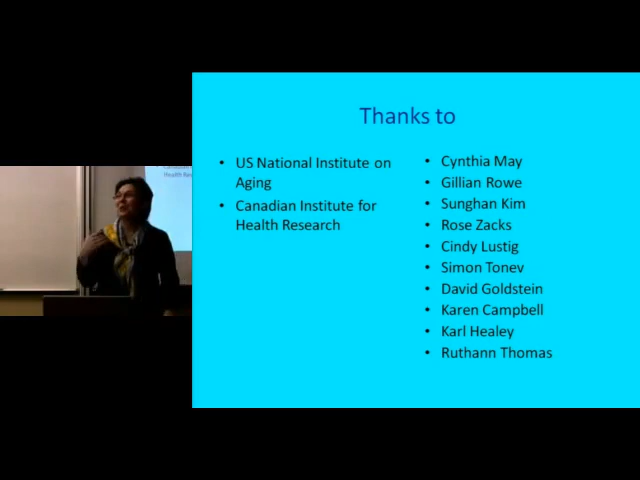 Thanks to
• US National Institute on
Aging
• Canadian Institute for
Health Research
• Cynthia May
• Gillian Rowe
• Sunghan Kim
• Rose Zacks
• Cindy Lustig
• Simon Tonev
• David Goldstein
• Karen Campbell
• Karl Healey
• Ruthann Thomas